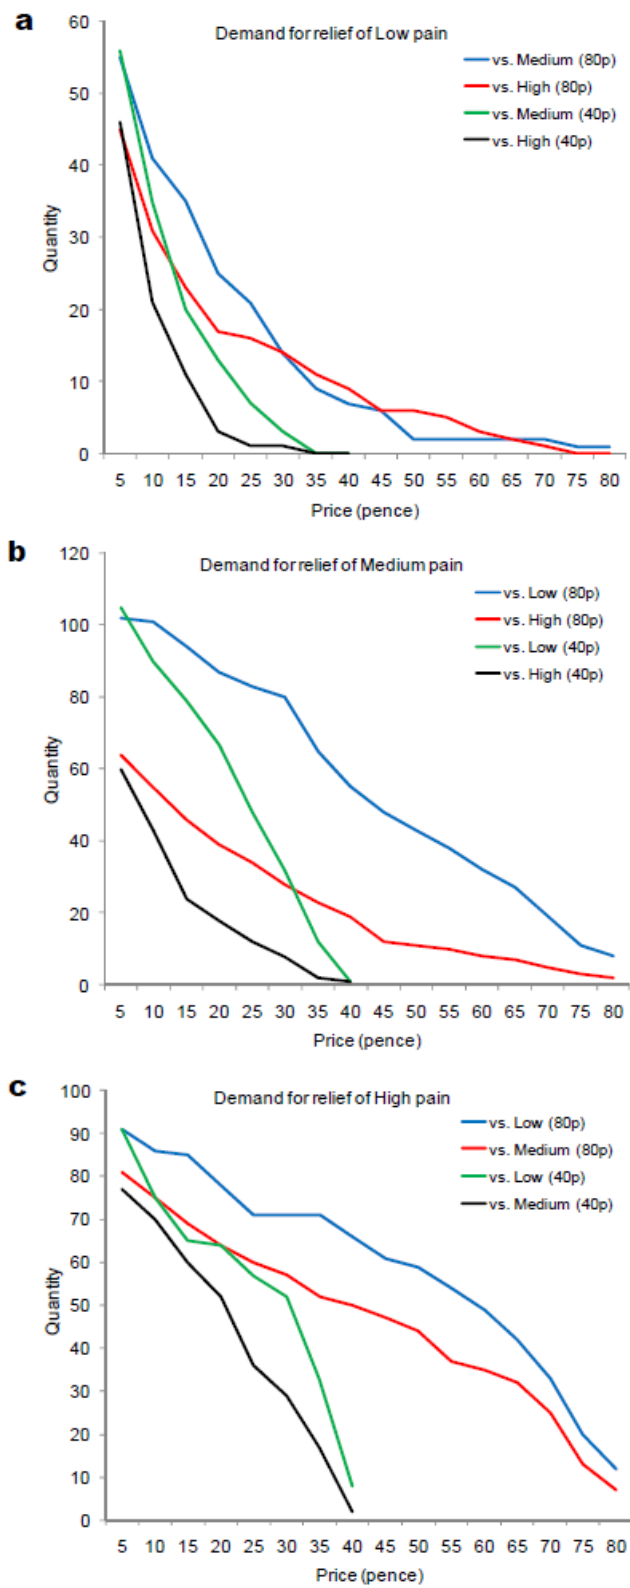 a
Demand for relief of Low pain
vs. Medium (80p)
vs. High (80p)
vs. Medium (40p)
vs. High (40p)
Quantity
60
50
40
30
20
10
0
5 10 15 20 25 30 35 40 45 50 55 60 65 70 75 80
Price (pence)
b
Demand for relief of Medium pain
vs. Low (80p)
vs. High (80p)
vs. Low (40p)
vs. High (40p)
Quantity
120
100
80
60
40
20
0
5 10 15 20 25 30 35 40 45 50 55 60 65 70 75 80
Price (pence)
c
Demand for relief of High pain
vs. Low (80p)
vs. Medium (80p)
vs. Low (40p)
vs. Medium (40p)
Quantity
100
90
80
70
60
50
40
30
20
10
0
5 10 15 20 25 30 35 40 45 50 55 60 65 70 75 80
Price (pence)